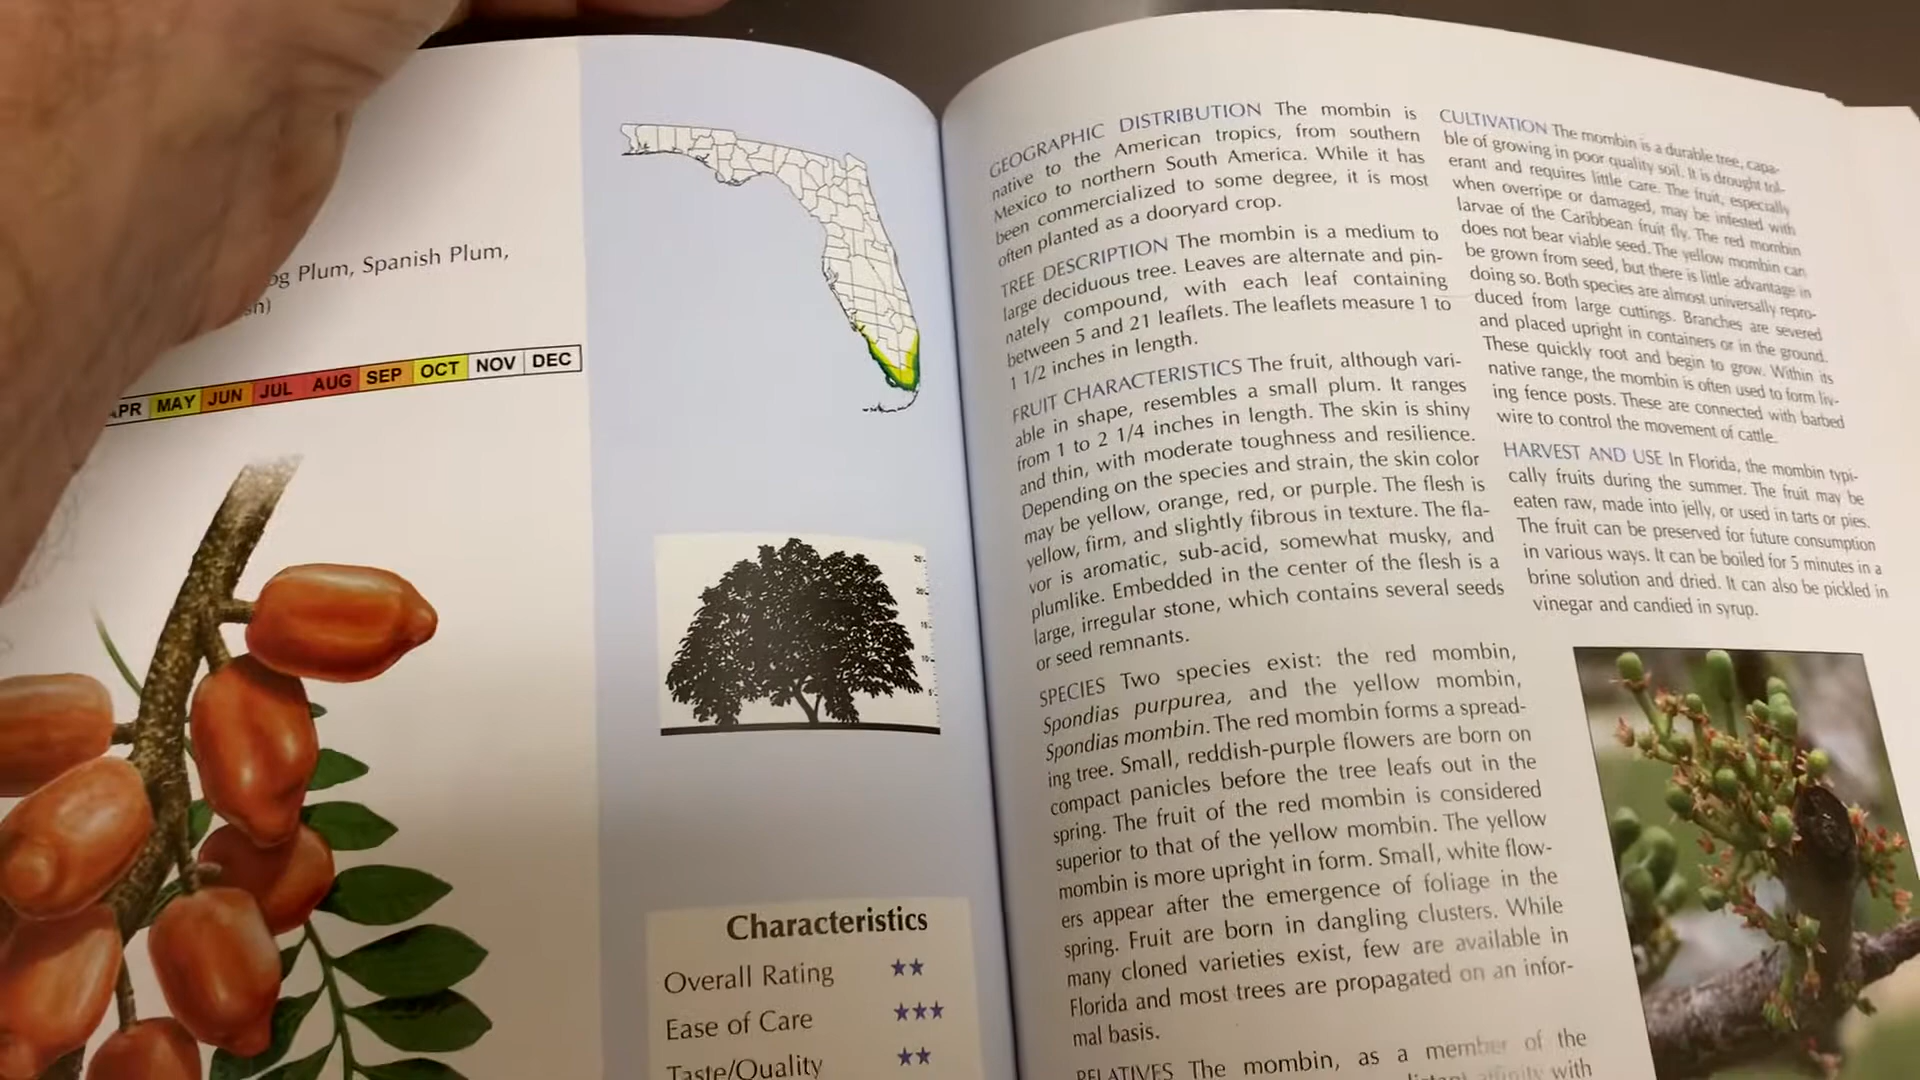 Plum, Spanish Plum,
MAY JUN JUL AUG SEP OCT NOV DEC
25
20
15
10
5
Characteristics
Overall Rating ★★
Ease of Care ★★★
Taste/Quality ★★
GEOGRAPHIC DISTRIBUTION The mombin is
native to the American tropics, from southern
Mexico to northern South America. While it has
been commercialized to some degree, it is most
often planted as a dooryard crop.
TREE DESCRIPTION The mombin is a medium to
large deciduous tree. Leaves are alternate and pin-
nately compound, with each leaf containing
between 5 and 21 leaflets. The leaflets measure 1 to
1 1/2 inches in length.
FRUIT CHARACTERISTICS The fruit, although vari-
able in shape, resembles a small plum. It ranges
from 1 to 2 1/4 inches in length. The skin is shiny
and thin, with moderate toughness and resilience.
Depending on the species and strain, the skin color
may be yellow, orange, red, or purple. The flesh is
yellow, firm, and slightly fibrous in texture. The fla-
vor is aromatic, sub-acid, somewhat musky, and
plumlike. Embedded in the center of the flesh is a
large, irregular stone, which contains several seeds
or seed remnants.
SPECIES Two species exist: the red mombin,
Spondias purpurea, and the yellow mombin,
Spondias mombin. The red mombin forms a spread-
ing tree. Small, reddish-purple flowers are born on
compact panicles before the tree leafs out in the
spring. The fruit of the red mombin is considered
superior to that of the yellow mombin. The yellow
mombin is more upright in form. Small, white flow-
ers appear after the emergence of foliage in the
spring. Fruit are born in dangling clusters. While
many cloned varieties exist, few are available in
Florida and most trees are propagated on an infor-
mal basis.
RELATIVES The mombin, as a member of the
distant affinity with
CULTIVATION The mombin is a durable tree, capa-
ble of growing in poor quality soil. It is drought tol-
erant and requires little care. The fruit, especially
when overripe or damaged, may be infested with
larvae of the Caribbean fruit fly. The red mombin
does not bear viable seed. The yellow mombin can
be grown from seed, but there is little advantage in
doing so. Both species are almost universally repro-
duced from large cuttings. Branches are severed
and placed upright in containers or in the ground.
These quickly root and begin to grow. Within its
native range, the mombin is often used to form liv-
ing fence posts. These are connected with barbed
wire to control the movement of cattle.
HARVEST AND USE In Florida, the mombin typi-
cally fruits during the summer. The fruit may be
eaten raw, made into jelly, or used in tarts or pies.
The fruit can be preserved for future consumption
in various ways. It can be boiled for 5 minutes in a
brine solution and dried. It can also be pickled in
vinegar and candied in syrup.